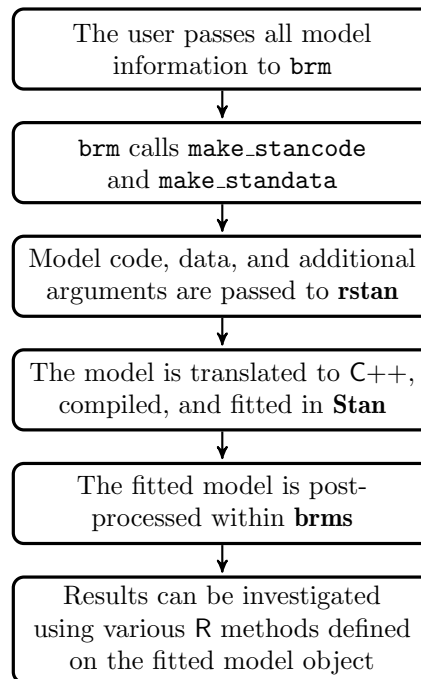 The user passes all model
information to brm
brm calls make_stancode
and make_standata
Model code, data, and additional
arguments are passed to rstan
The model is translated to C++,
compiled, and fitted in Stan
The fitted model is post-
processed within brms
Results can be investigated
using various R methods defined
on the fitted model object